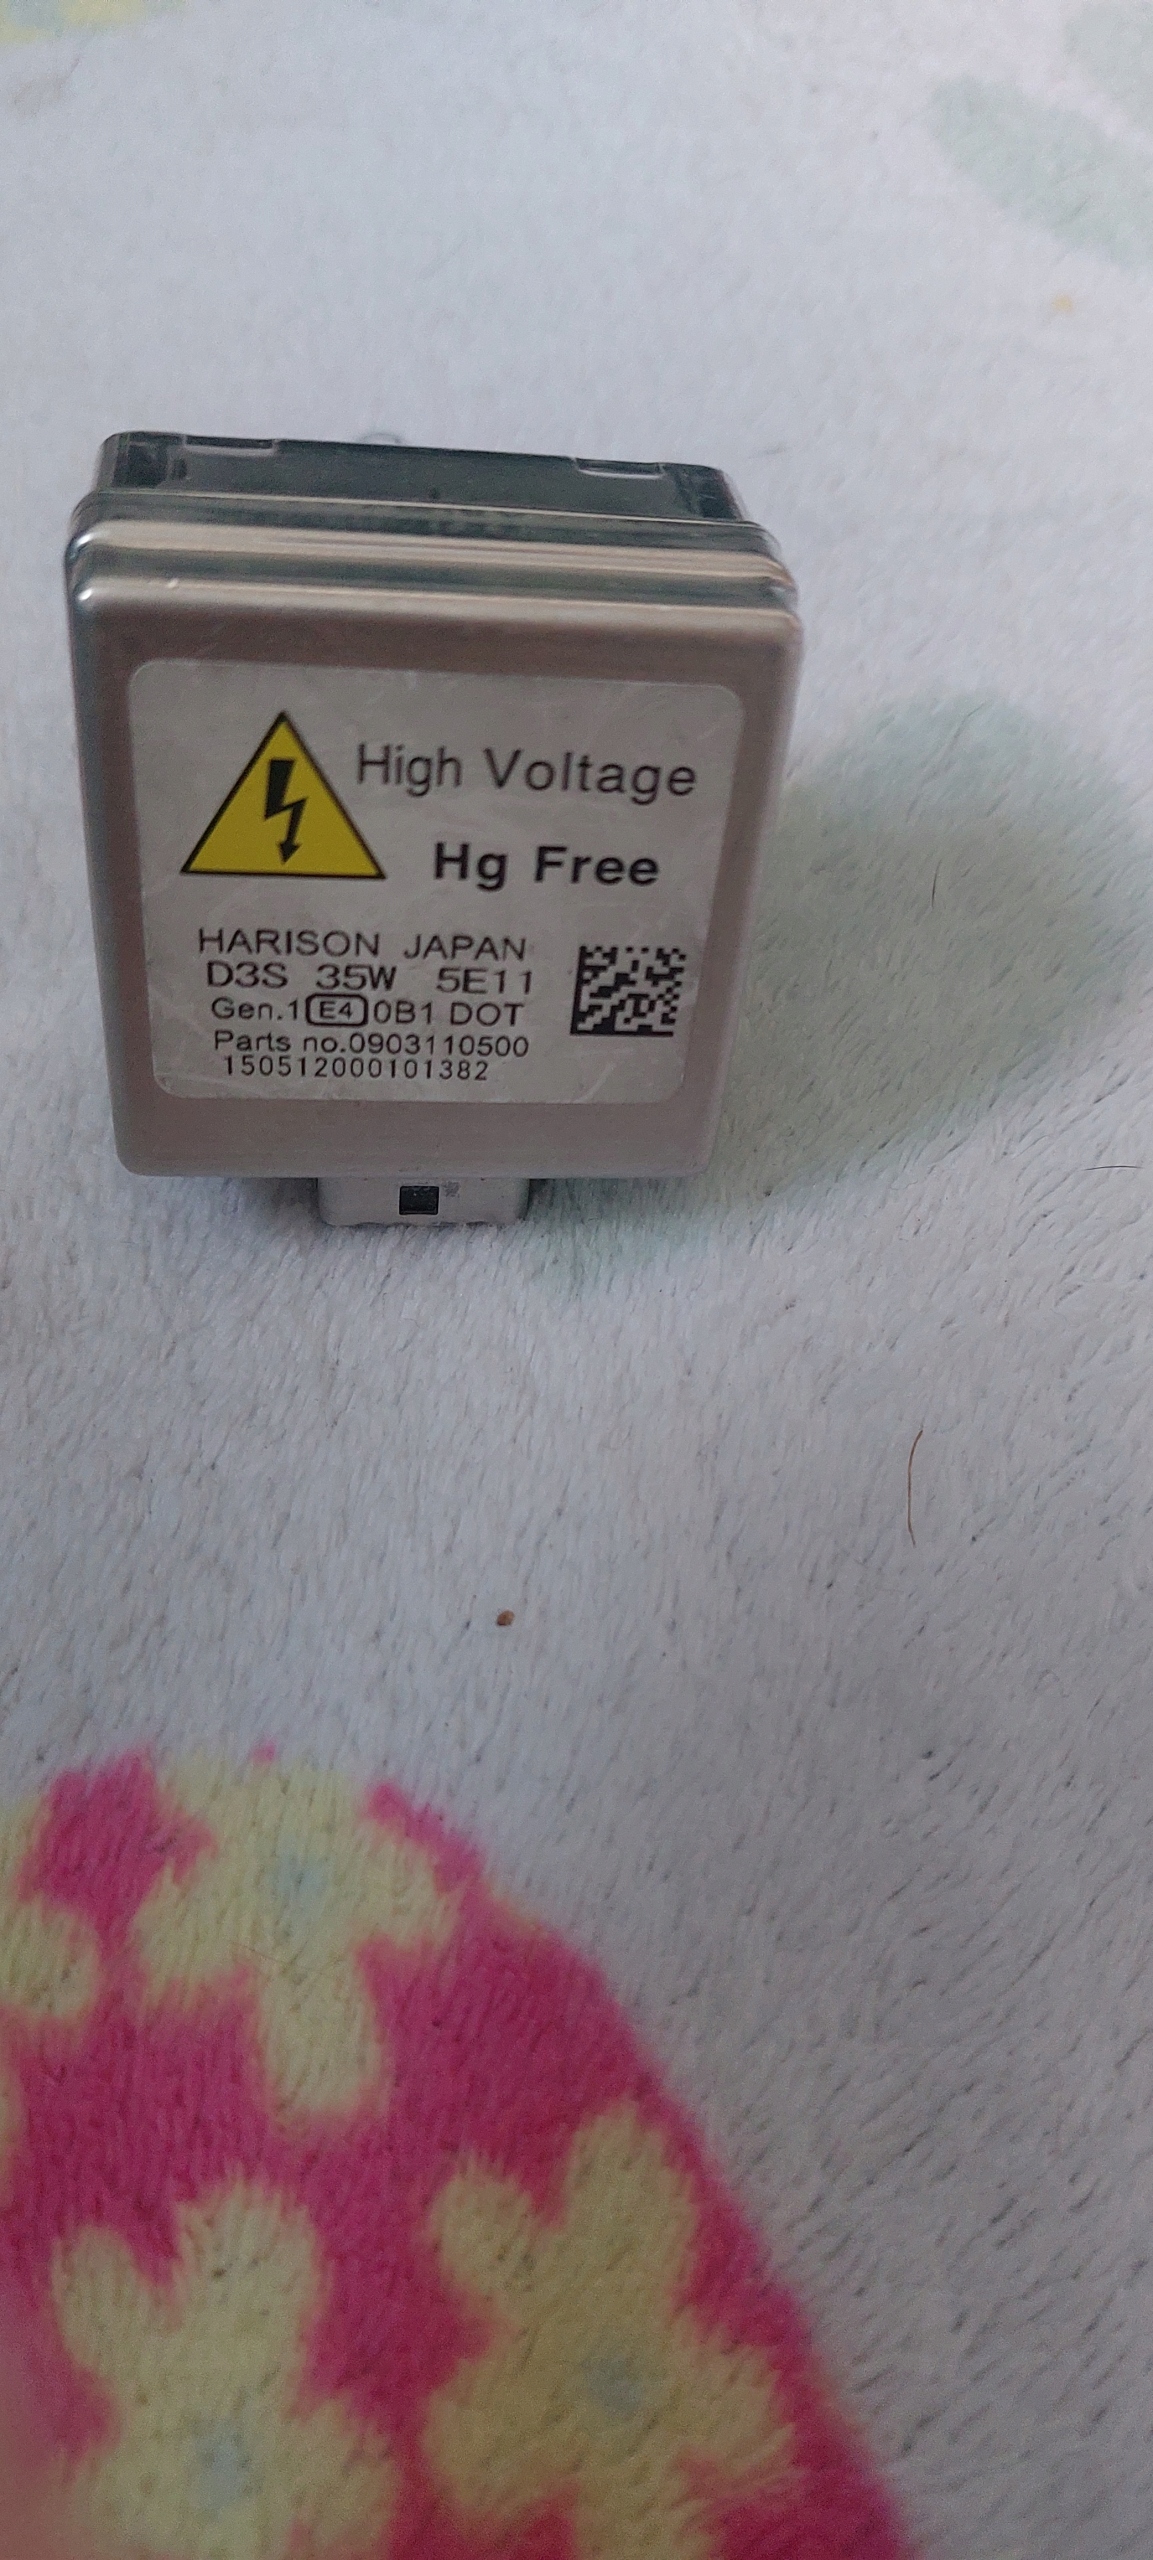 High Voltage
Hg Free
HARISON JAPAN
D3S 35W 5E11
Gen.1 E4 0B1 DOT
Parts no.0903110500
150512000101382